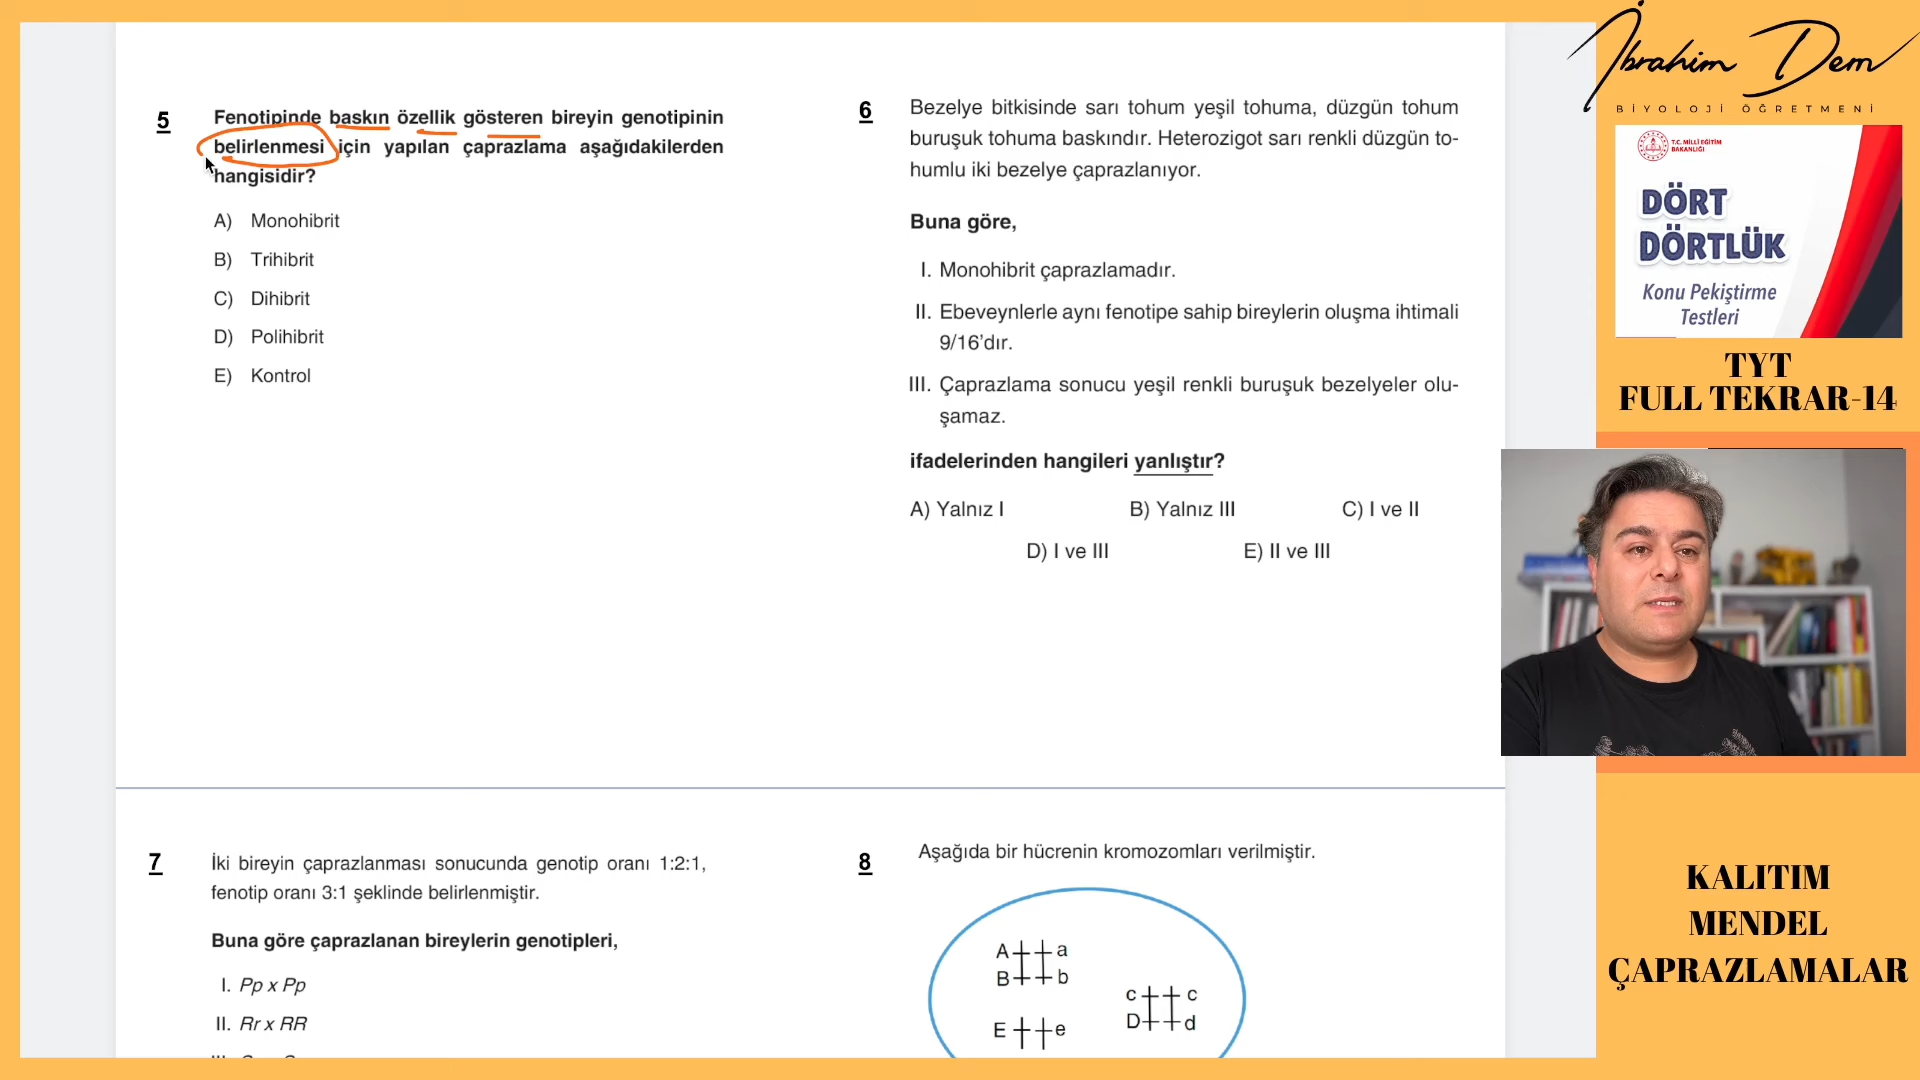 5
Fenotipinde baskın özellik gösteren bireyin genotipinin
belirlenmesi için yapılan çaprazlama aşağıdakilerden
hangisidir?
A) Monohibrit
B) Trihibrit
C) Dihibrit
D) Polihibrit
E) Kontrol
6
Bezelye bitkisinde sarı tohum yeşil tohuma, düzgün tohum
buruşuk tohuma baskındır. Heterozigot sarı renkli düzgün to-
humlu iki bezelye çaprazlanıyor.
Buna göre,
I. Monohibrit çaprazlamadır.
II. Ebeveynlerle aynı fenotipe sahip bireylerin oluşma ihtimali
9/16’dır.
III. Çaprazlama sonucu yeşil renkli buruşuk bezelyeler olu-
şamaz.
ifadelerinden hangileri yanlıştır?
A) Yalnız I B) Yalnız III C) I ve II
D) I ve III E) II ve III
7
İki bireyin çaprazlanması sonucunda genotip oranı 1:2:1,
fenotip oranı 3:1 şeklinde belirlenmiştir.
Buna göre çaprazlanan bireylerin genotipleri,
I. Pp x Pp
II. Rr x RR
8
Aşağıda bir hücrenin kromozomları verilmiştir.
A a
B b
c c
D d
E e
İbrahim Dem
BİYOLOJİ ÖĞRETMENİ
T.C. MİLLÎ EĞİTİM
BAKANLIĞI
DÖRT
DÖRTLÜK
Konu Pekiştirme
Testleri
TYT
FULL TEKRAR-14
KALITIM
MENDEL
ÇAPRAZLAMALAR